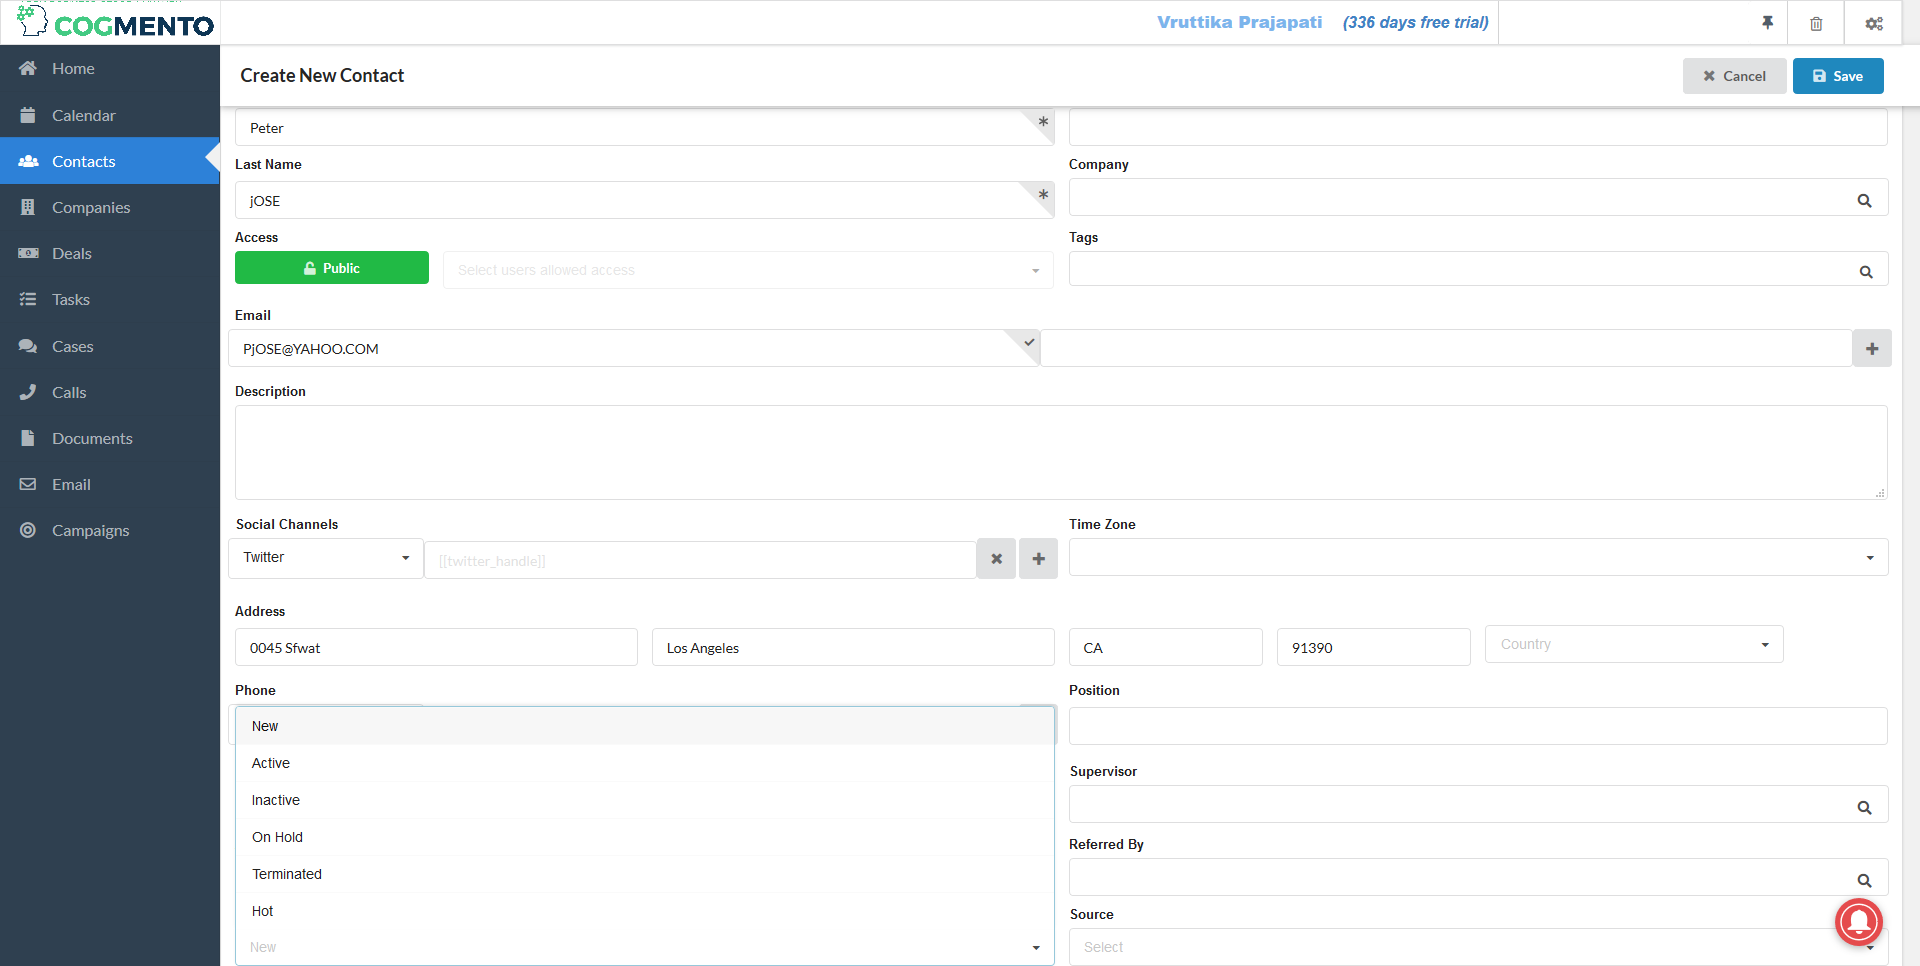 COGMENTO
Vruttika Prajapati (336 days free trial)
Home
Calendar
Contacts
Companies
Deals
Tasks
Cases
Calls
Documents
Email
Campaigns
Create New Contact
Cancel
Save
Peter
Last Name
Company
jOSE
Access
Tags
Public
Select users allowed access
Email
PjOSE@YAHOO.COM
Description
Social Channels
Time Zone
Twitter
[[twitter_handle]]
Address
0045 Sfwat
Los Angeles
CA
91390
Country
Phone
Position
New
Active
Supervisor
Inactive
On Hold
Referred By
Terminated
Hot
Source
New
Select